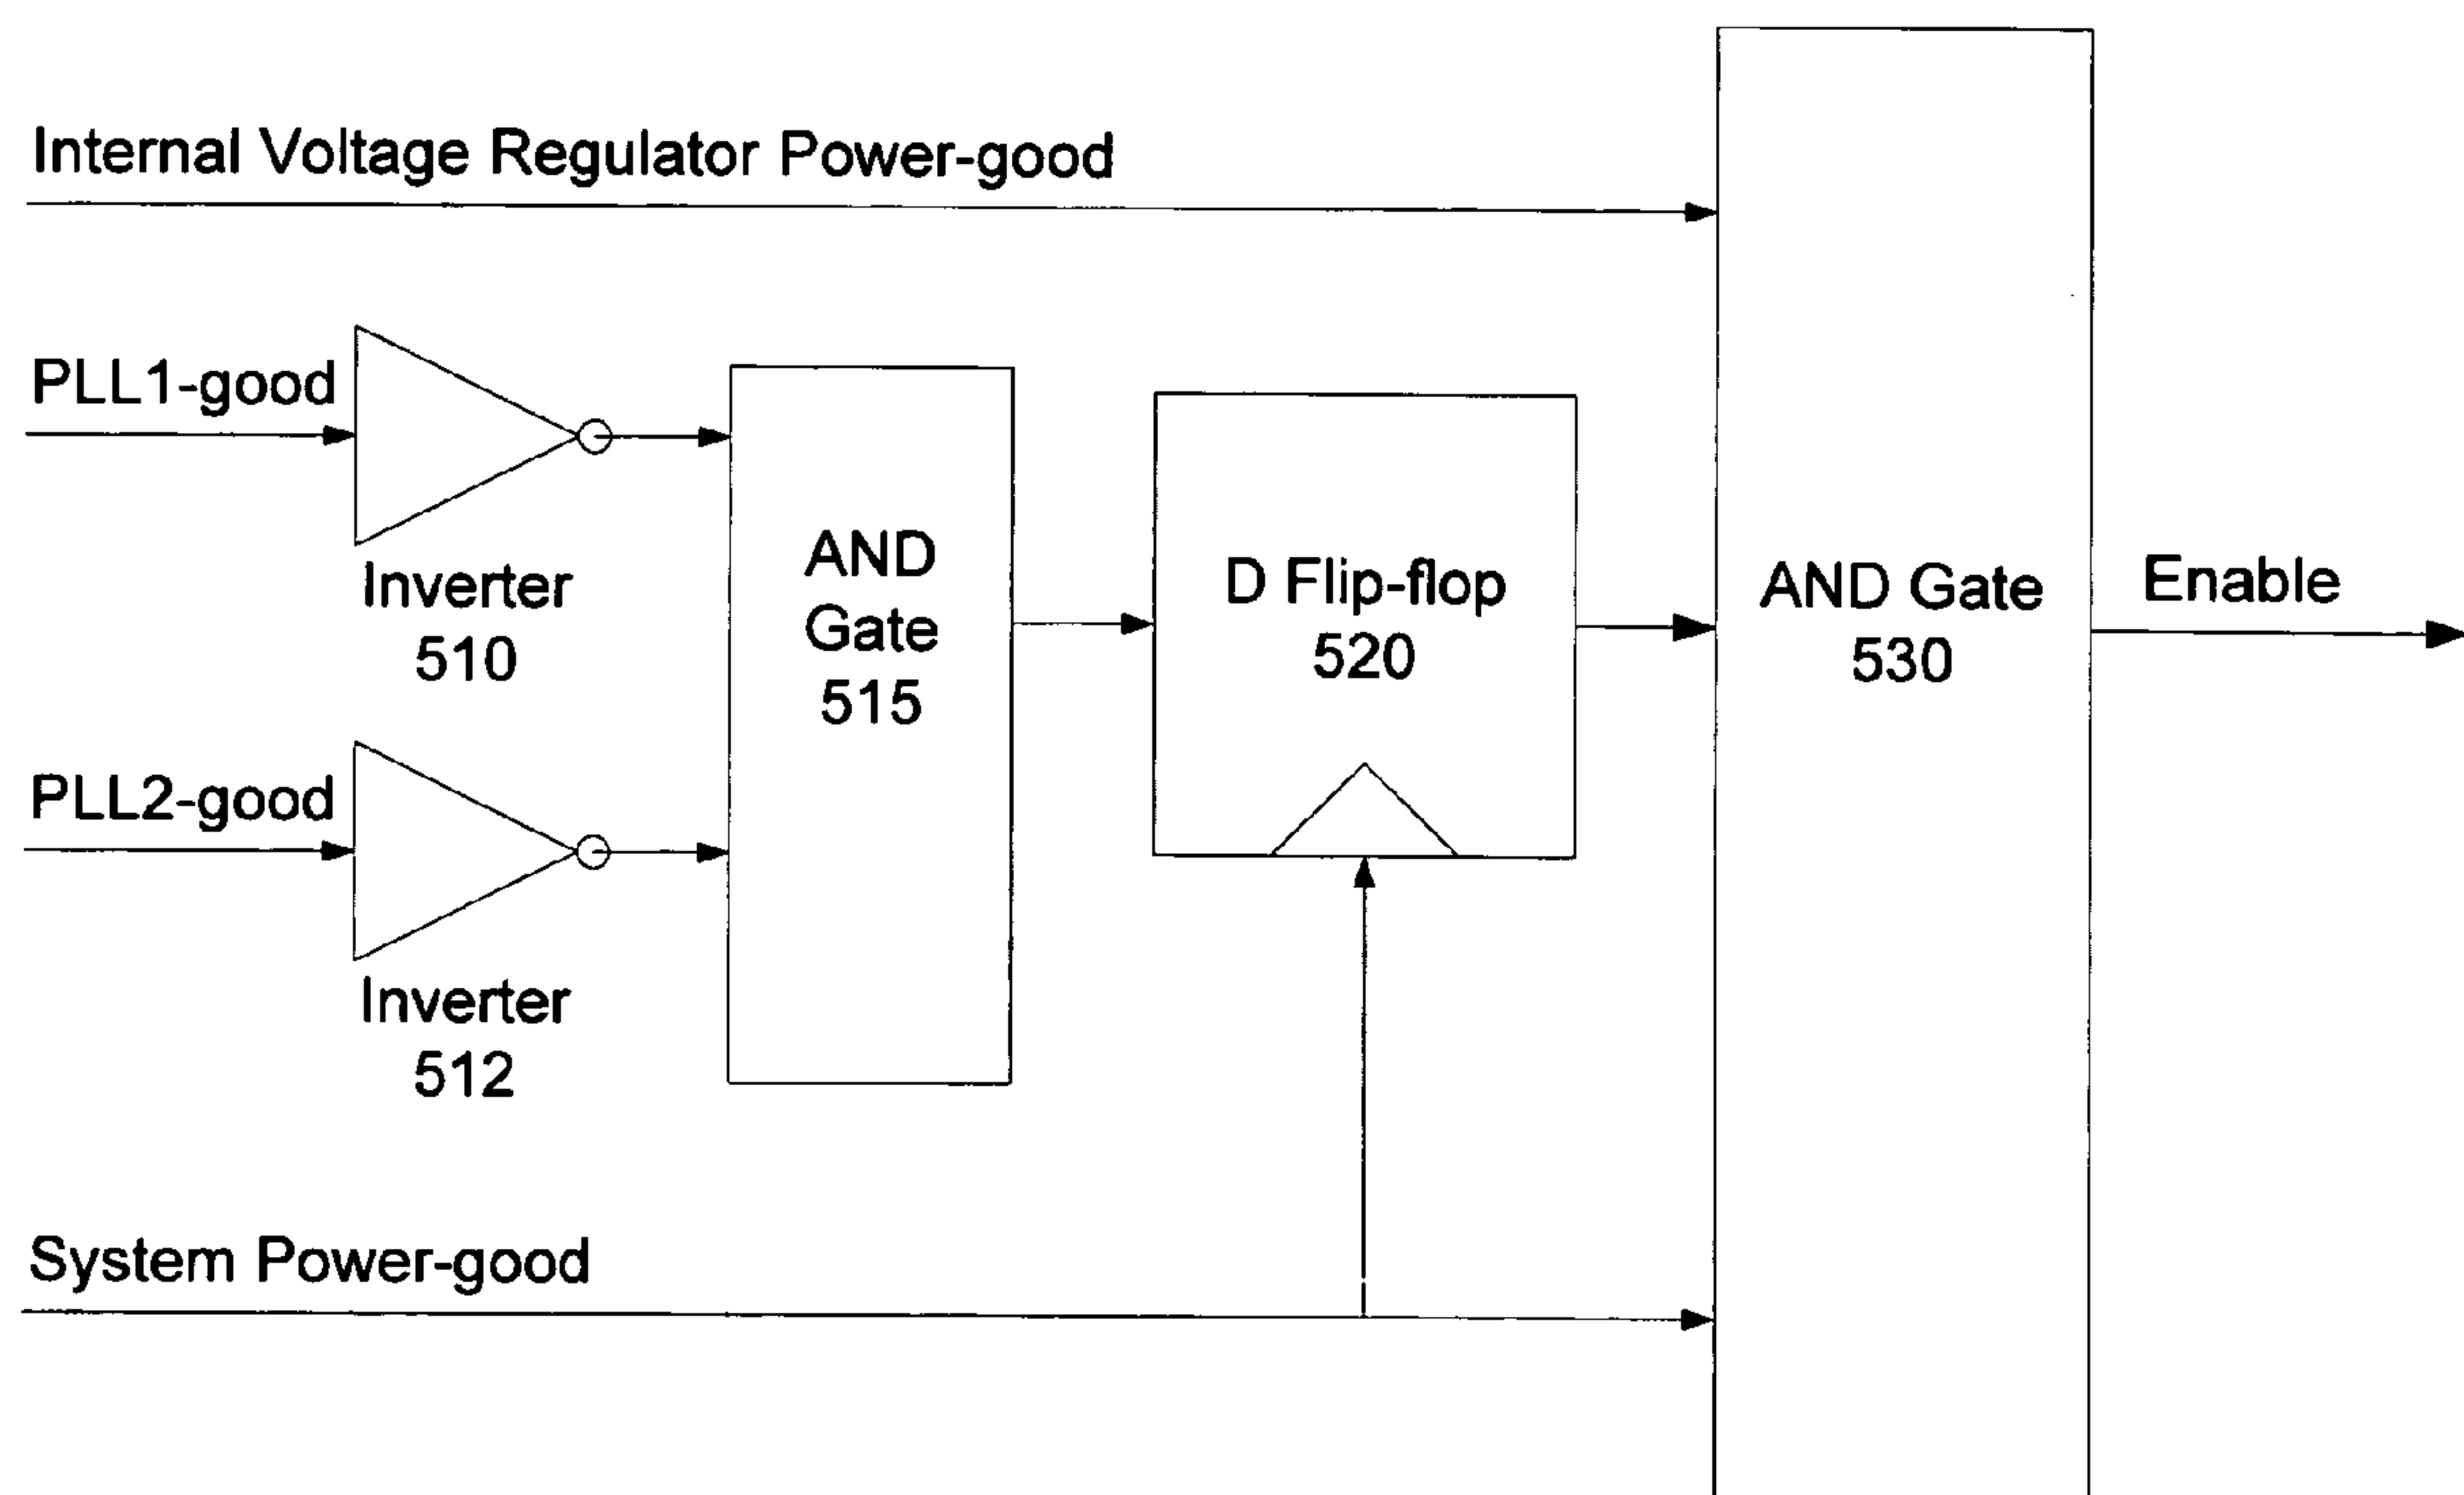 Internal Voltage Regulator Power-good
PLL1-good
Inverter
510
AND
Gate
515
D Flip-flop
520
AND Gate
530
Enable
PLL2-good
Inverter
512
System Power-good